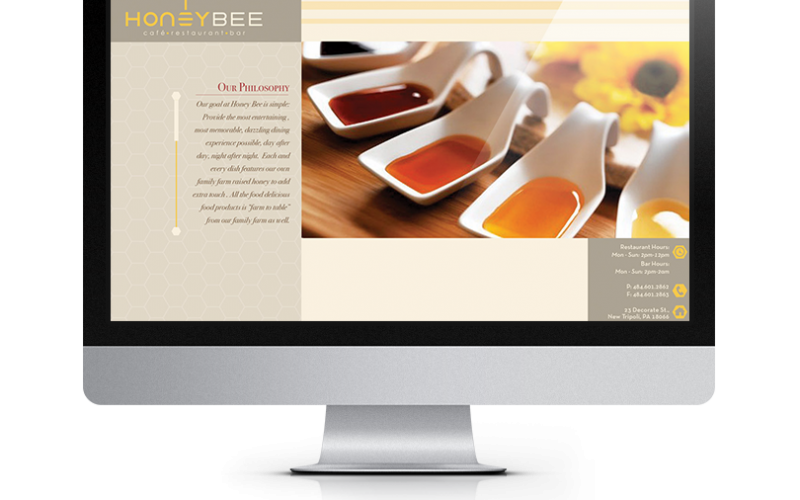 HONEYBEE
café•restaurant•bar
Our Philosophy
Our goal at Honey Bee is simple:
Provide the most entertaining,
most memorable, dazzling dining
experience possible, day after
day, night after night. Each and
every dish features our own
family farm raised honey to add
extra touch. All the food delicious
food products is "farm to table"
from our family farm as well.
Restaurant Hours:
Mon - Sun: 2pm-12pm
Bar Hours:
Mon - Sun: 2pm-2am
P: 484.601.2862
F: 484.601.2863
23 Decorate St.,
New Tripoli, PA 18066